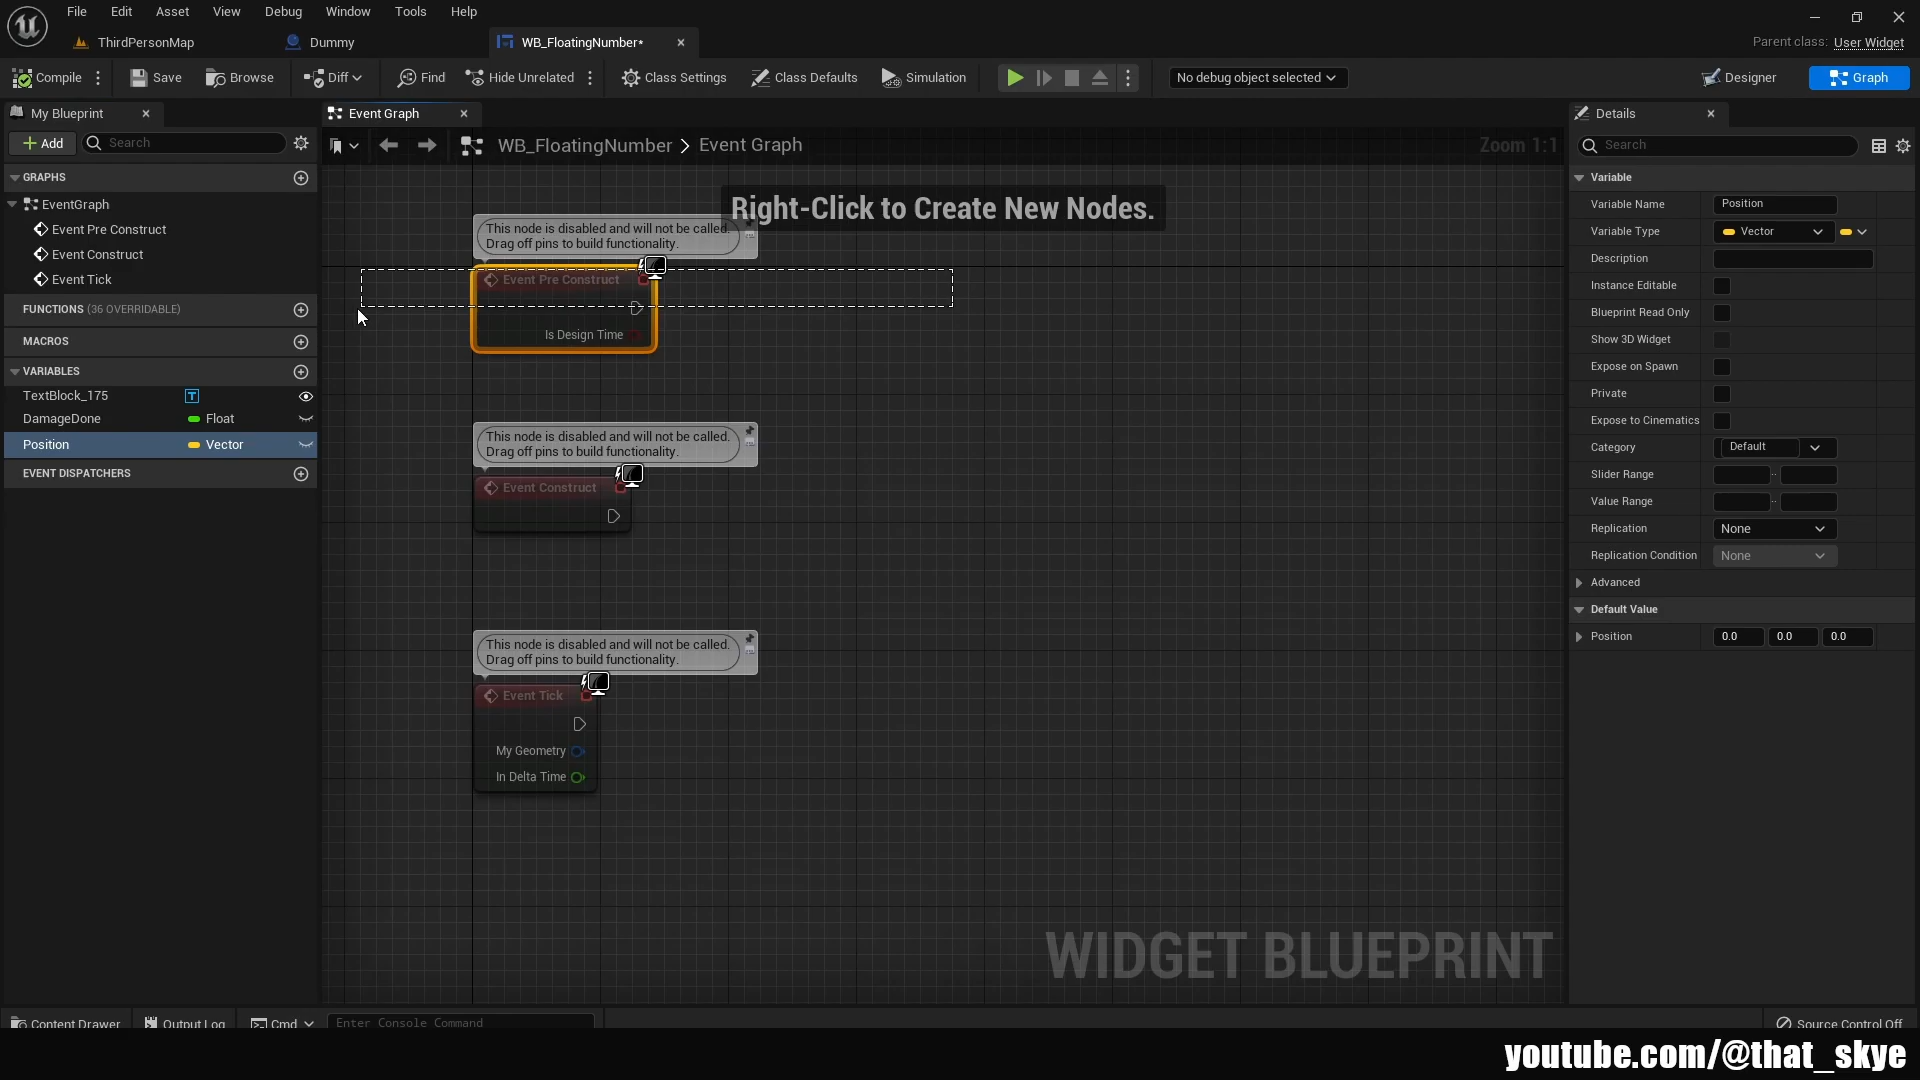 File Edit Asset View Debug Window Tools Help
ThirdPersonMap Dummy WB_FloatingNumber*
Parent class: User Widget
Compile Save Browse Diff Find Hide Unrelated Class Settings Class Defaults Simulation No debug object selected Designer Graph
My Blueprint
Add Search
GRAPHS
EventGraph
Event Pre Construct
Event Construct
Event Tick
FUNCTIONS (36 OVERRIDABLE)
MACROS
VARIABLES
TextBlock_175
DamageDone Float
Position Vector
EVENT DISPATCHERS
Event Graph
WB_FloatingNumber > Event Graph
Zoom 1:1
Right-Click to Create New Nodes.
This node is disabled and will not be called.
Drag off pins to build functionality.
Event Pre Construct
Is Design Time
This node is disabled and will not be called.
Drag off pins to build functionality.
Event Construct
This node is disabled and will not be called.
Drag off pins to build functionality.
Event Tick
My Geometry
In Delta Time
WIDGET BLUEPRINT
Details
Search
Variable
Variable Name Position
Variable Type Vector
Description
Instance Editable
Blueprint Read Only
Show 3D Widget
Expose on Spawn
Private
Expose to Cinematics
Category Default
Slider Range
Value Range
Replication None
Replication Condition None
Advanced
Default Value
Position 0.0 0.0 0.0
Content Drawer Output Log Cmd Enter Console Command Source Control Off
youtube.com/@that_skye